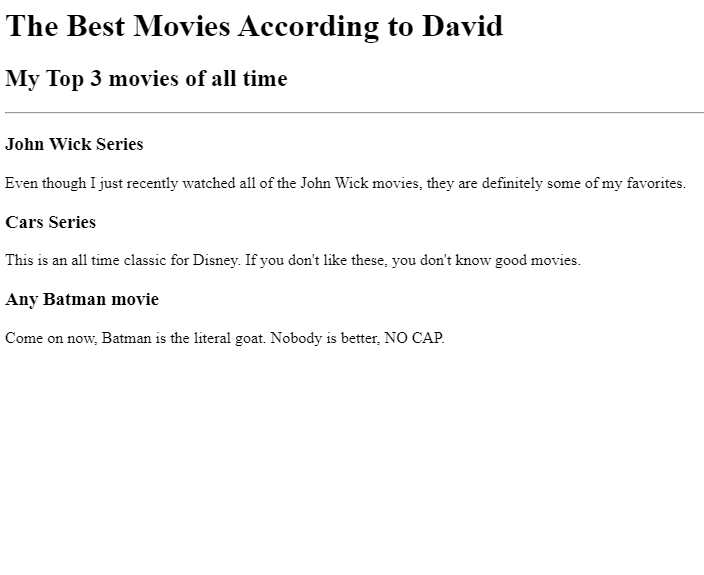 The Best Movies According to David
My Top 3 movies of all time
John Wick Series
Even though I just recently watched all of the John Wick movies, they are definitely some of my favorites.
Cars Series
This is an all time classic for Disney. If you don't like these, you don't know good movies.
Any Batman movie
Come on now, Batman is the literal goat. Nobody is better, NO CAP.